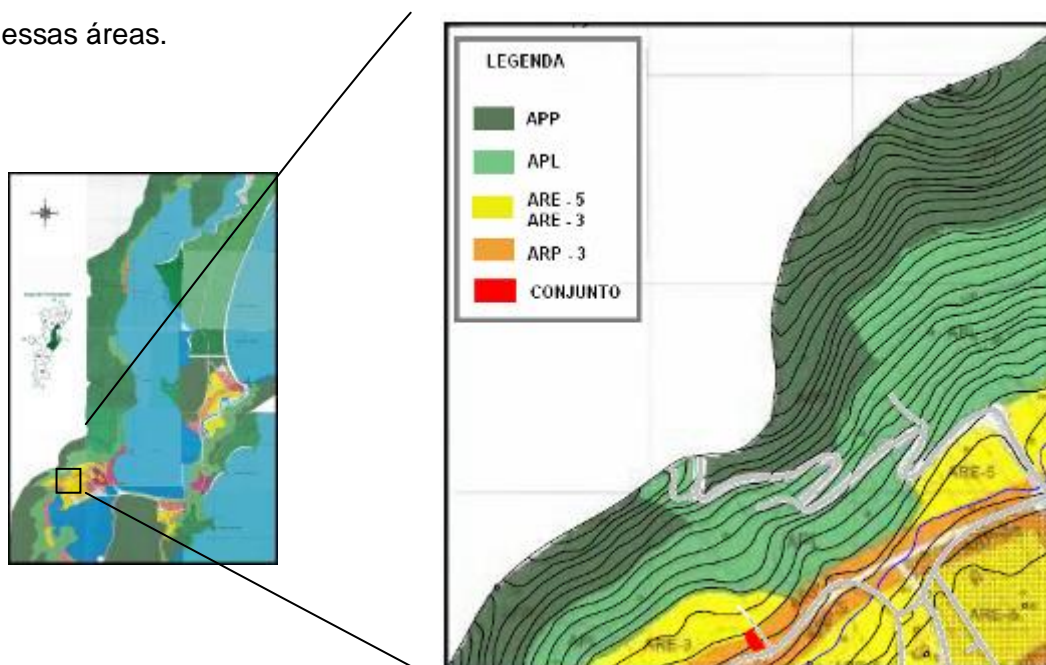 essas áreas.
LEGENDA
APP
APL
ARE - 5
ARE - 3
ARP - 3
CONJUNTO
ARE-5
ARE-3